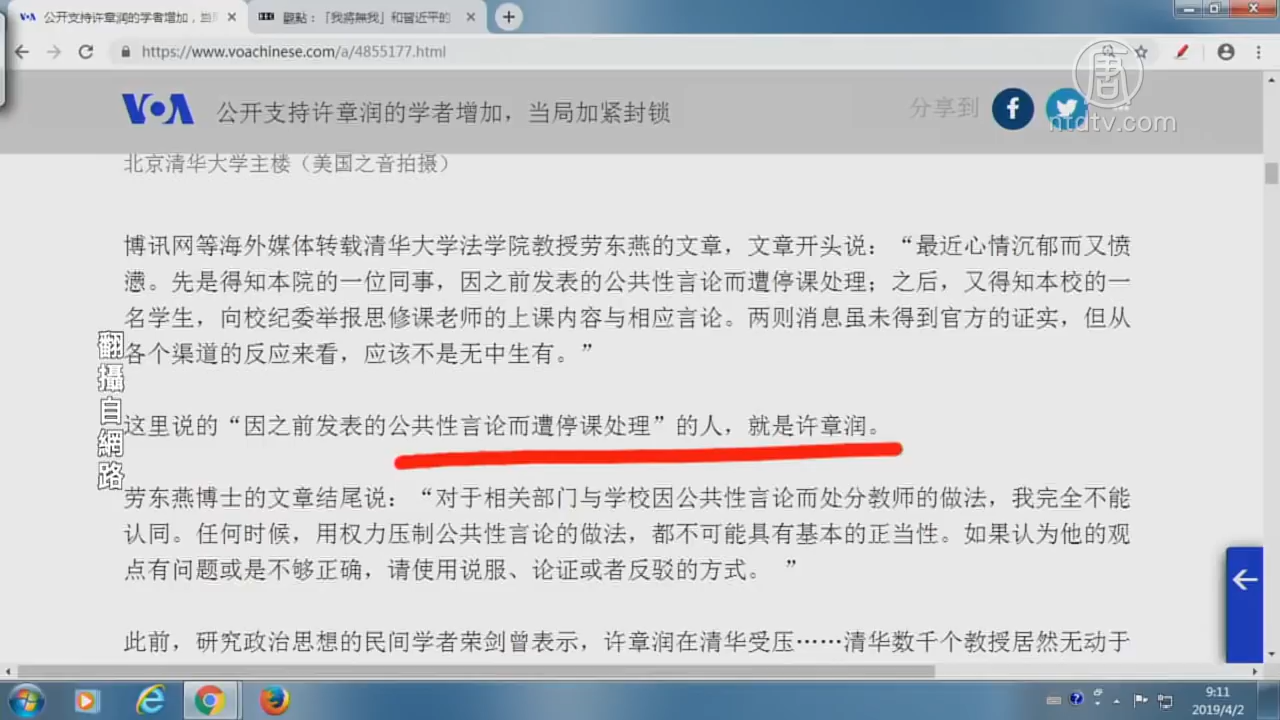 公开支持许章润的学者增加，当
觀點：「我將無我」和習近平的
https://www.voachinese.com/a/4855177.html
唐
ntdtv.com
VOA 公开支持许章润的学者增加，当局加紧封锁
分享到
北京清华大学主楼（美国之音拍摄）
博讯网等海外媒体转载清华大学法学院教授劳东燕的文章，文章开头说：“最近心情沉郁而又愤
懑。先是得知本院的一位同事，因之前发表的公共性言论而遭停课处理；之后，又得知本校的一
名学生，向校纪委举报思修课老师的上课内容与相应言论。两则消息虽未得到官方的证实，但从
各个渠道的反应来看，应该不是无中生有。”
这里说的“因之前发表的公共性言论而遭停课处理”的人，就是许章润。
劳东燕博士的文章结尾说：“对于相关部门与学校因公共性言论而处分教师的做法，我完全不能
认同。任何时候，用权力压制公共性言论的做法，都不可能具有基本的正当性。如果认为他的观
点有问题或是不够正确，请使用说服、论证或者反驳的方式。 ”
此前，研究政治思想的民间学者荣剑曾表示，许章润在清华受压……清华数千个教授居然无动于
翻攝自網路
9:11
2019/4/2